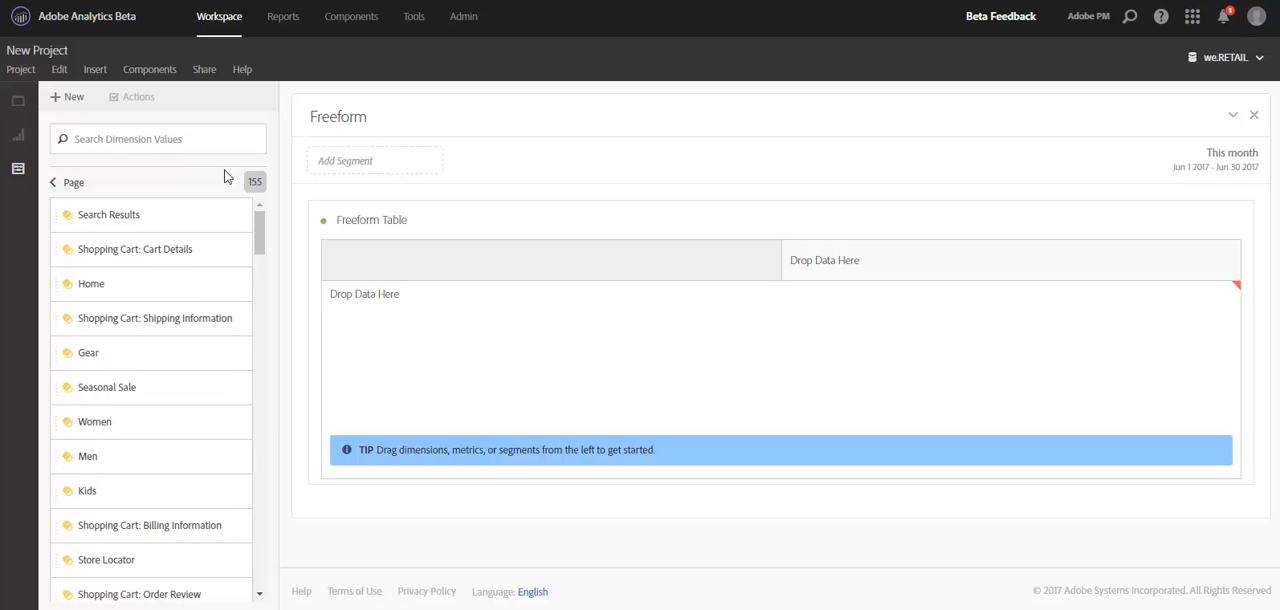 Adobe Analytics Beta
Workspace
Reports
Components
Tools
Admin
Beta Feedback
Adobe PM
1
New Project
Project
Edit
Insert
Components
Share
Help
we.RETAIL
New
Actions
Search Dimension Values
Page
155
Search Results
Shopping Cart: Cart Details
Home
Shopping Cart: Shipping Information
Gear
Seasonal Sale
Women
Men
Kids
Shopping Cart: Billing Information
Store Locator
Shopping Cart: Order Review
Freeform
Add Segment
This month
Jun 1 2017 - Jun 30 2017
Freeform Table
Drop Data Here
Drop Data Here
TIP Drag dimensions, metrics, or segments from the left to get started.
Help
Terms of Use
Privacy Policy
Language: English
© 2017 Adobe Systems Incorporated. All Rights Reserved